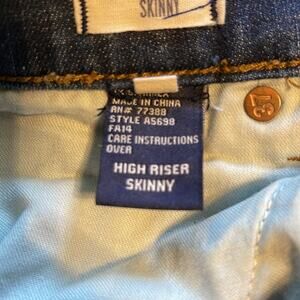 SKINNY
MADE IN CHINA
RN# 77388
STYLE A5698
FA14
CARE INSTRUCTIONS
OVER
HIGH RISER
SKINNY